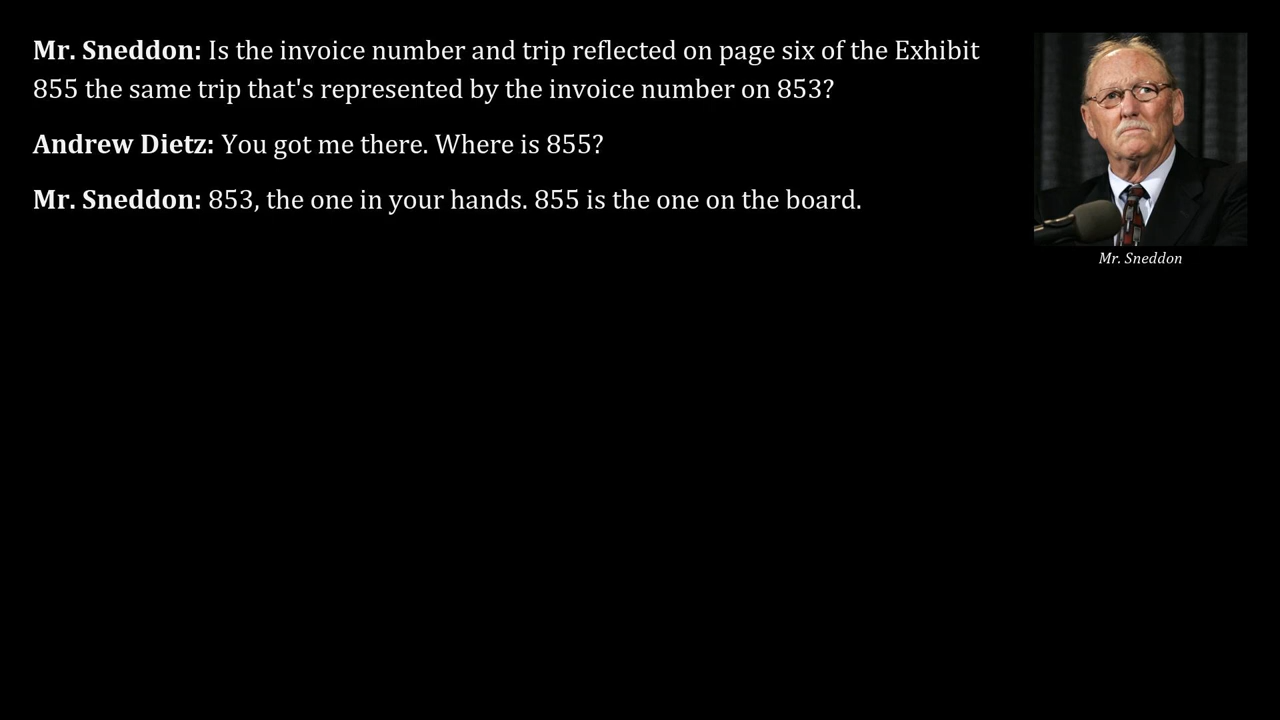 Mr. Sneddon: Is the invoice number and trip reflected on page six of the Exhibit
855 the same trip that's represented by the invoice number on 853?
Andrew Dietz: You got me there. Where is 855?
Mr. Sneddon: 853, the one in your hands. 855 is the one on the board.
Mr. Sneddon